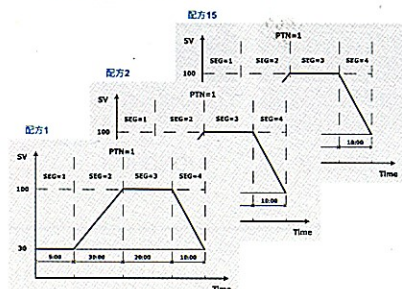 配方15
SV
PTN=1
SEG=1 SEG=2 SEG=3 SEG=4
100
10:00
Time
配方2
SV
PTN=1
SEG=1 SEG=2 SEG=3 SEG=4
100
10:00
Time
配方1
SV
PTN=1
SEG=1 SEG=2 SEG=3 SEG=4
100
30
5:00 30:00 20:00 10:00
Time